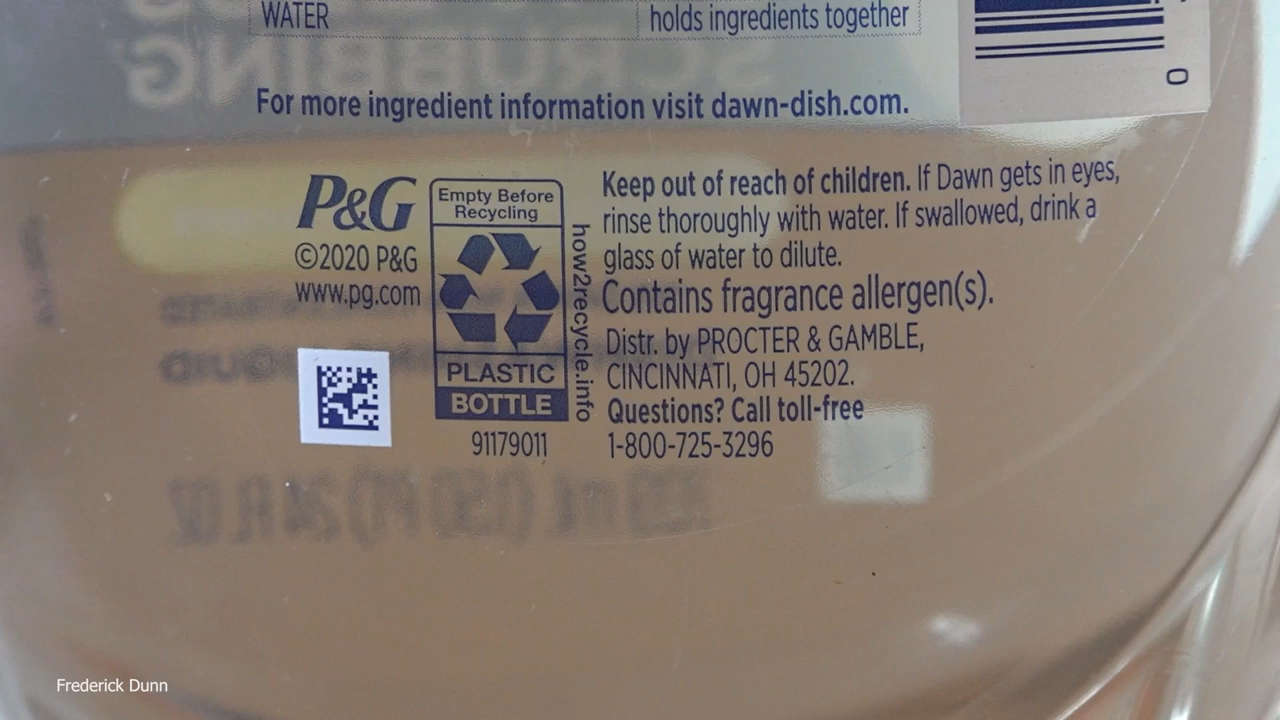 WATER
holds ingredients together
SCRUBBING
For more ingredient information visit dawn-dish.com.
P&G
©2020 P&G
www.pg.com
Empty Before
Recycling
PLASTIC
BOTTLE
how2recycle.info
91179011
Keep out of reach of children. If Dawn gets in eyes,
rinse thoroughly with water. If swallowed, drink a
glass of water to dilute.
Contains fragrance allergen(s).
Distr. by PROCTER & GAMBLE,
CINCINNATI, OH 45202.
Questions? Call toll-free
1-800-725-3296
0
Frederick Dunn